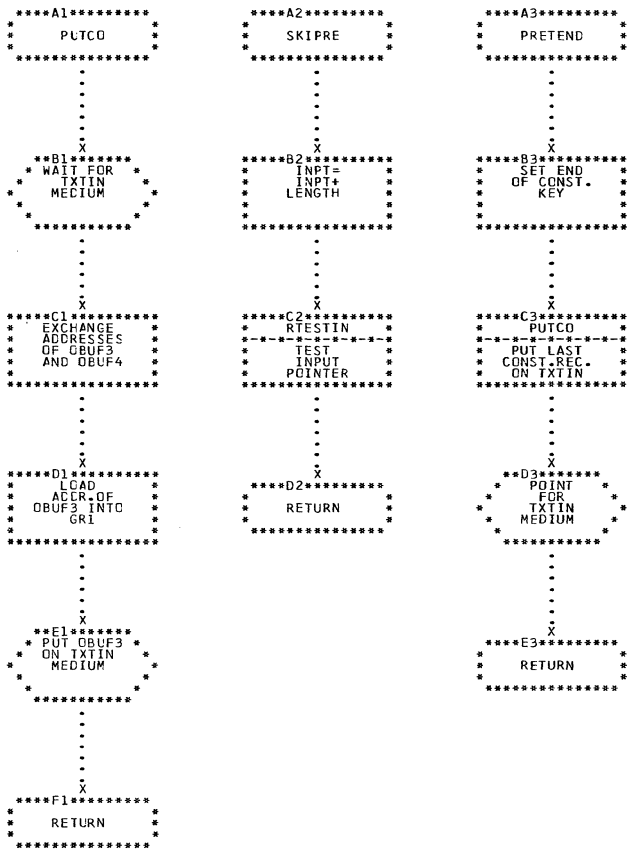 A1
PUTCO
B1
WAIT FOR
TXTIN
MEDIUM
C1
EXCHANGE
ADDRESSES
OF OBUF3
AND OBUF4
D1
LOAD
ADDR.OF
OBUF3 INTO
GR1
E1
PUT OBUF3
ON TXTIN
MEDIUM
F1
RETURN
A2
SKIPRE
B2
INPT=
INPT+
LENGTH
C2
RTESTIN
TEST
INPUT
POINTER
D2
RETURN
A3
PRETEND
B3
SET END
OF CONST.
KEY
C3
PUTCO
PUT LAST
CONST.REC.
ON TXTIN
D3
POINT
FOR
TXTIN
MEDIUM
E3
RETURN